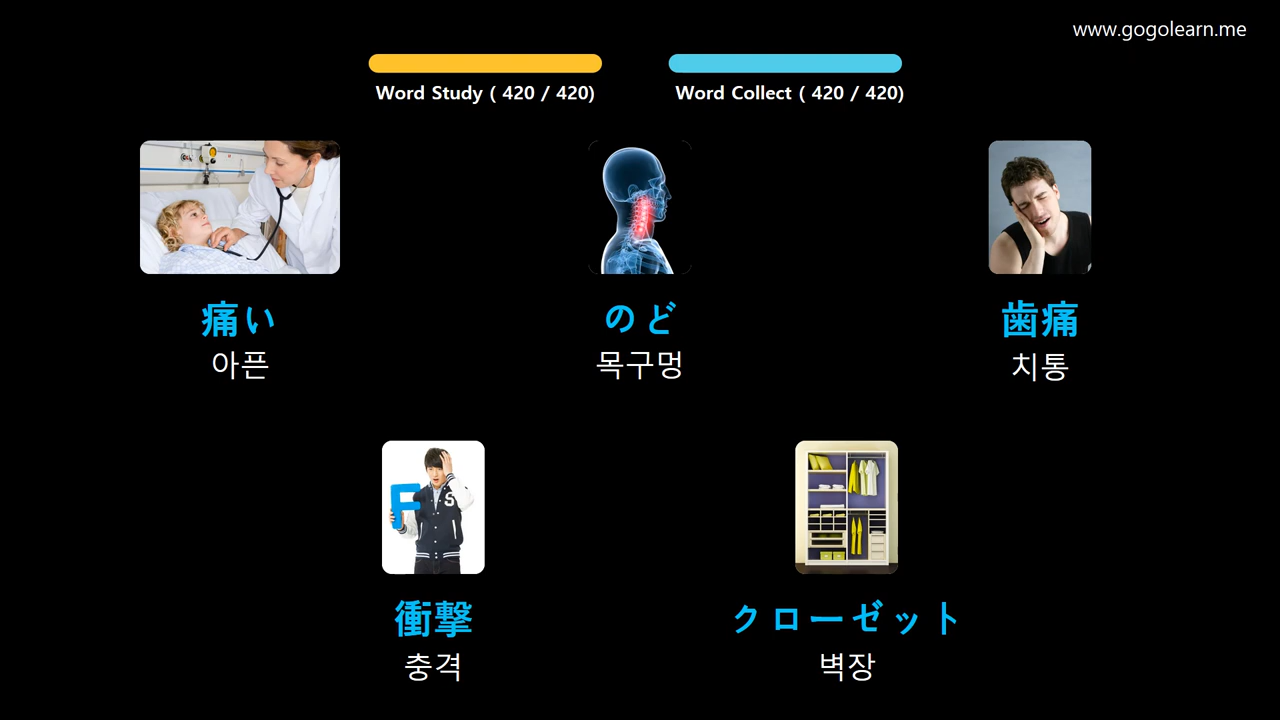 www.gogolearn.me
Word Study ( 420 / 420)
Word Collect ( 420 / 420)
痛い
아픈
のど
목구멍
歯痛
치통
F
S
衝撃
충격
クローゼット
벽장